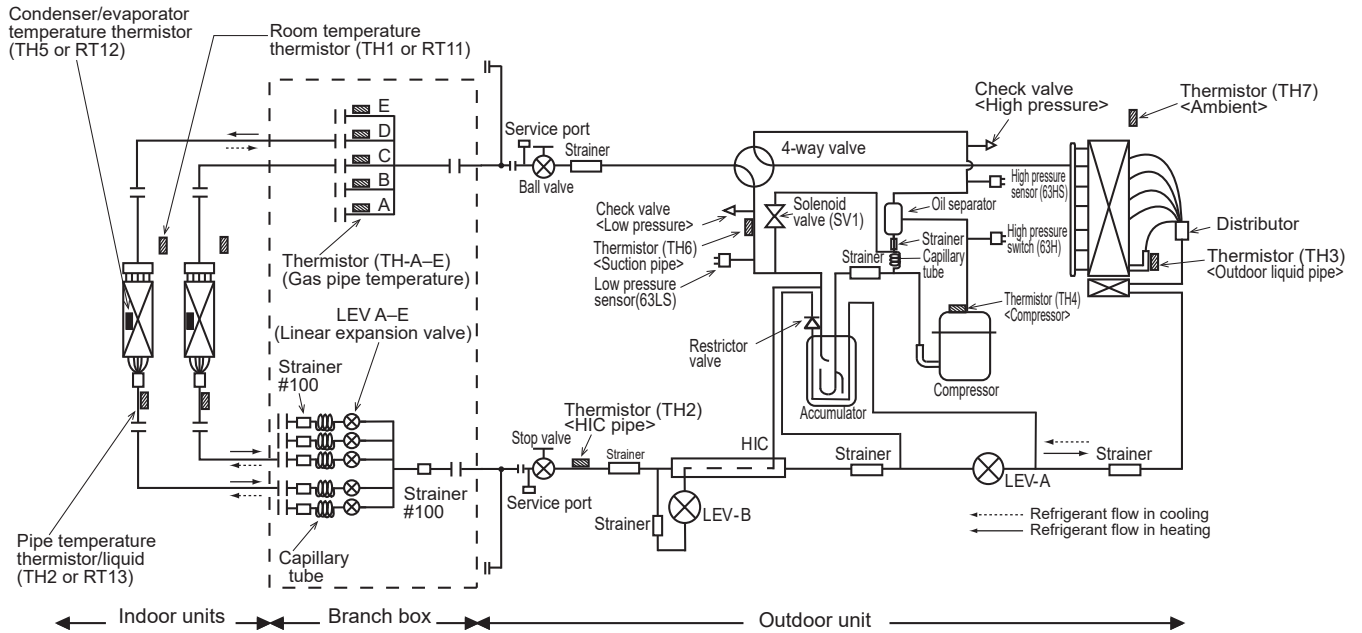 Condenser/evaporator
temperature thermistor
(TH5 or RT12)
Room temperature
thermistor (TH1 or RT11)
E
D
C
B
A
Thermistor (TH-A–E)
(Gas pipe temperature)
LEV A–E
(Linear expansion valve)
Strainer
#100
Strainer
#100
Capillary
tube
Pipe temperature
thermistor/liquid
(TH2 or RT13)
Service port
Ball valve
Strainer
4-way valve
Check valve
<High pressure>
Thermistor (TH7)
<Ambient>
High pressure
sensor (63HS)
Oil separator
Solenoid
valve (SV1)
Check valve
<Low pressure>
Thermistor (TH6)
<Suction pipe>
Low pressure
sensor(63LS)
Strainer
Strainer
Capillary
tube
High pressure
switch (63H)
Distributor
Thermistor (TH3)
<Outdoor liquid pipe>
Thermistor (TH4)
<Compressor>
Restrictor
valve
Accumulator
Compressor
Thermistor (TH2)
<HIC pipe>
Stop valve
Service port
Strainer
HIC
Strainer
LEV-B
Strainer
LEV-A
Strainer
Refrigerant flow in cooling
Refrigerant flow in heating
Indoor units
Branch box
Outdoor unit